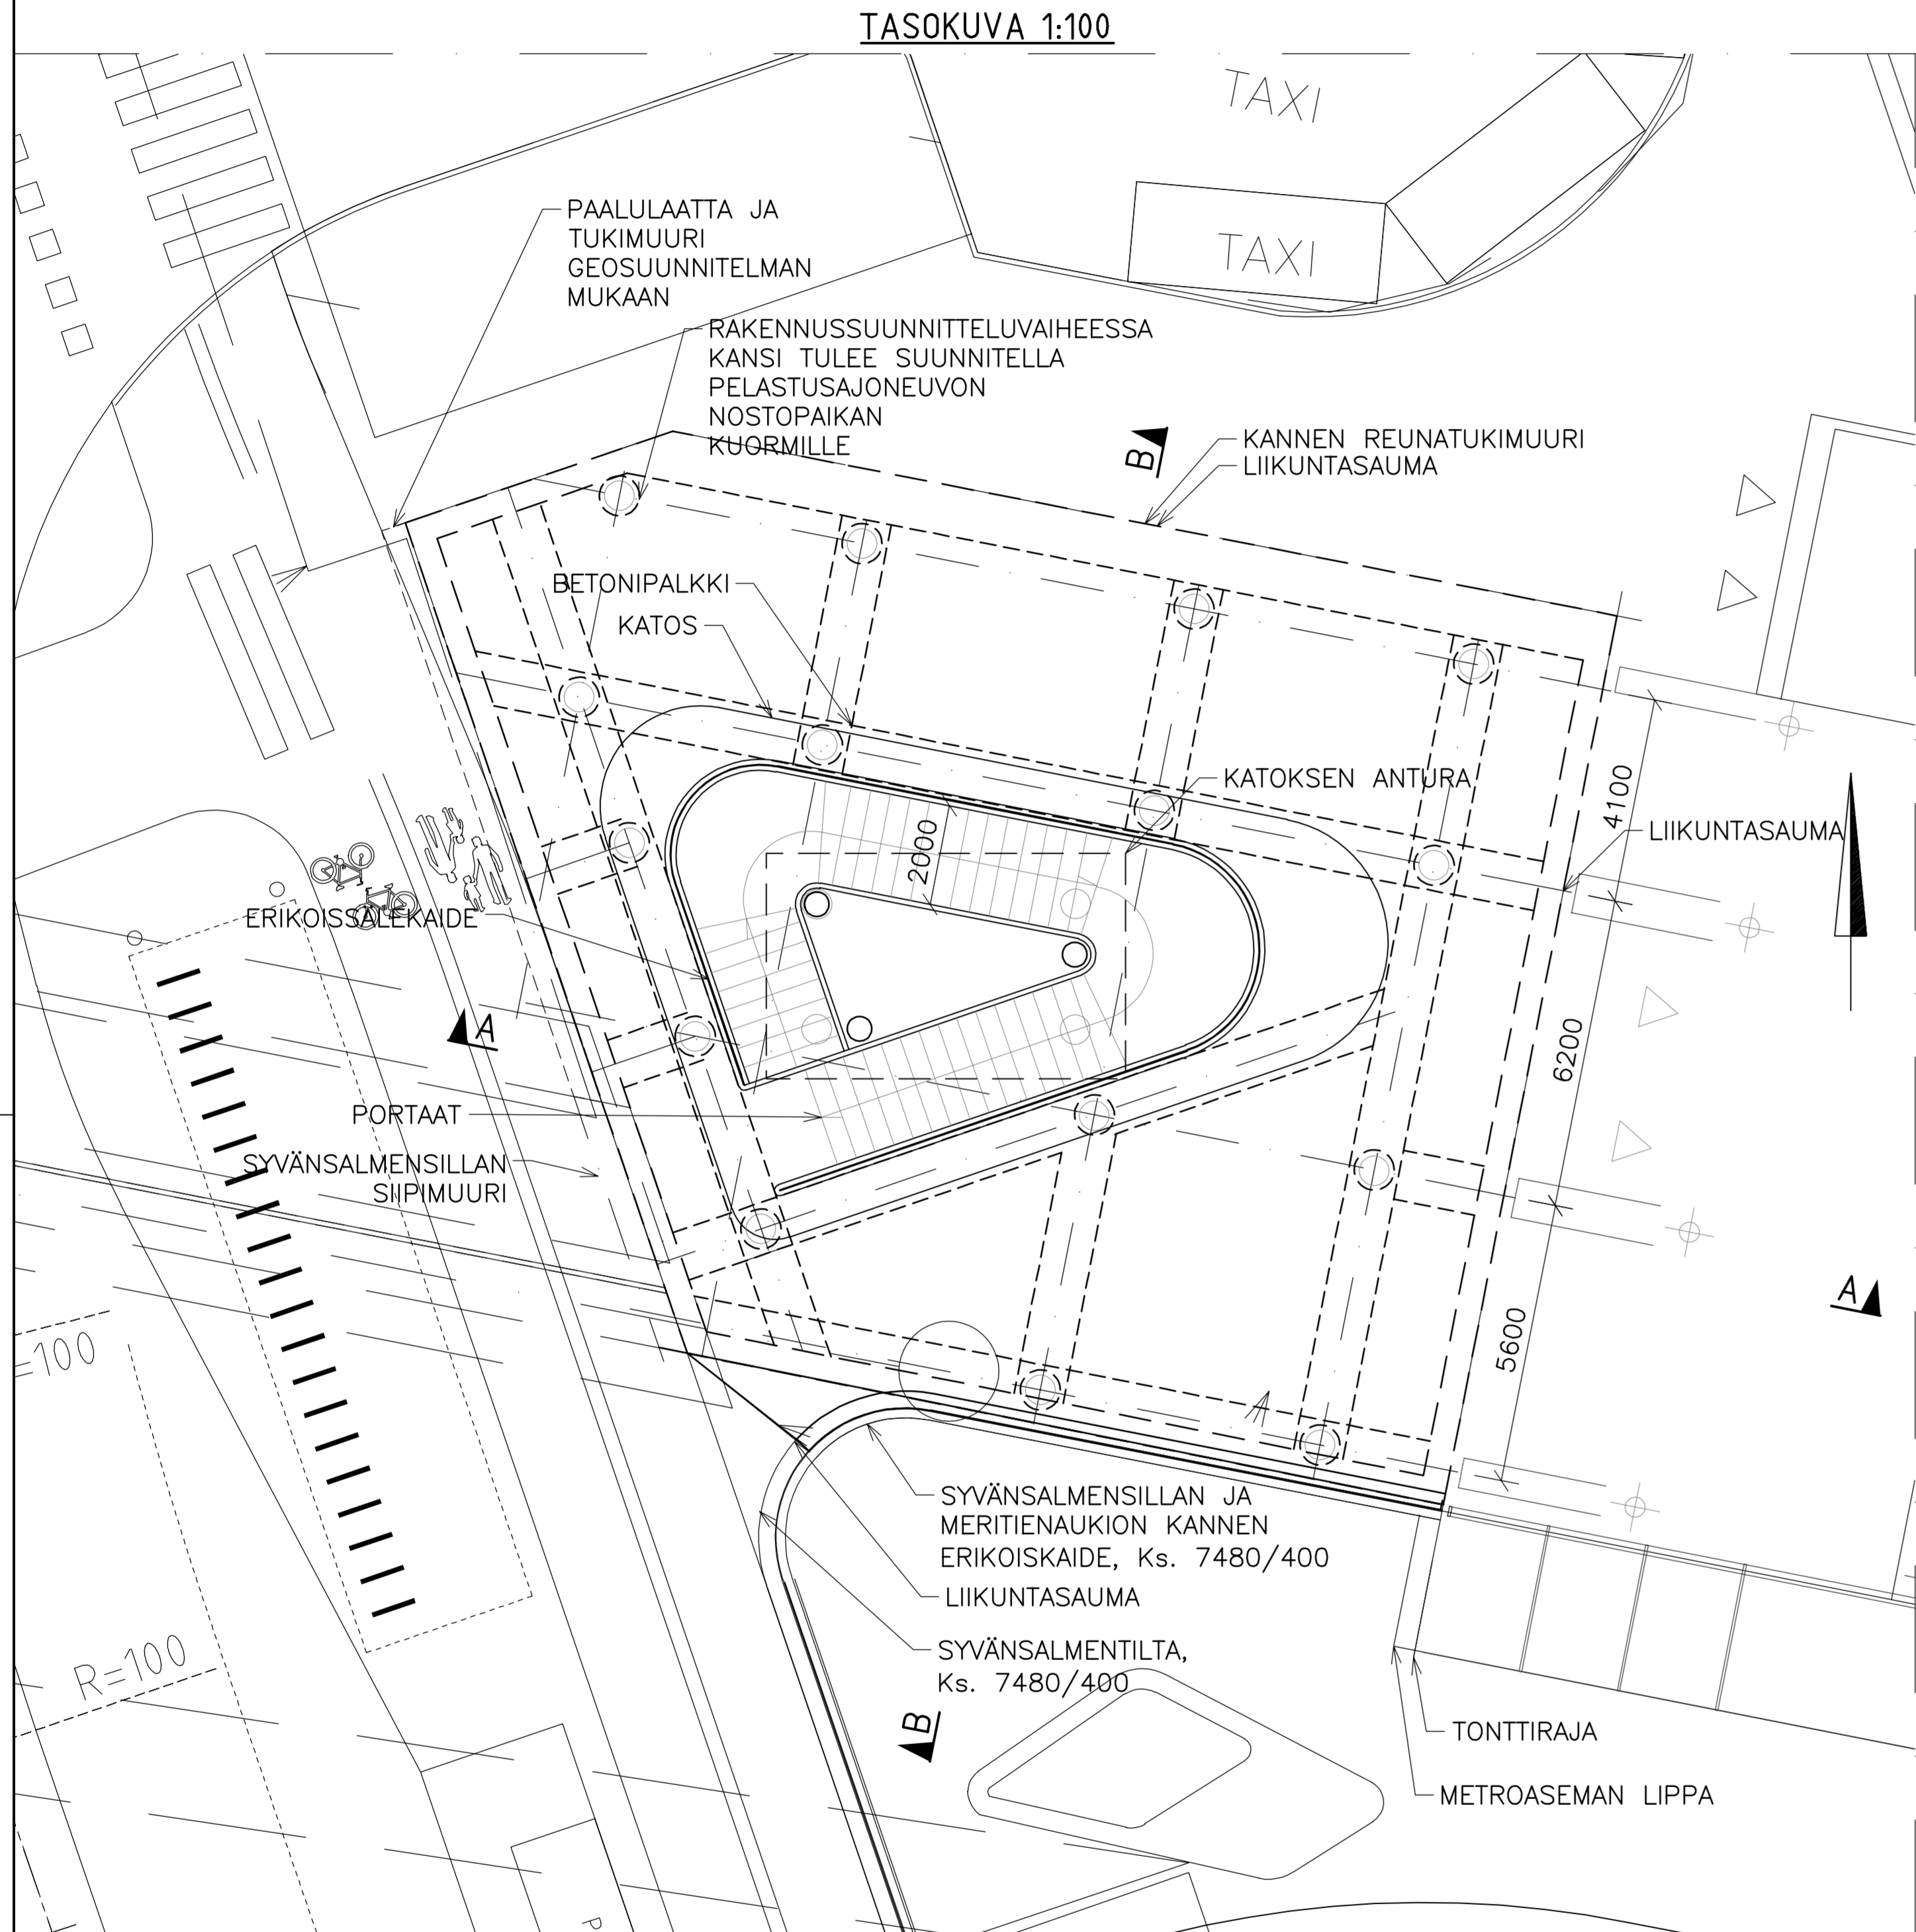 TASOKUVA 1:100
TAXI
TAXI
PAALULAATTA JA
TUKIMUURI
GEOSUUNNITELMAN
MUKAAN
RAKENNUSSUUNNITTELUVAIHEESSA
KANSI TULEE SUUNNITELLA
PELASTUSAJONEUVON
NOSTOPAIKAN
KUORMILLE
B
KANNEN REUNATUKIMUURI
LIIKUNTASAUMA
BETONIPALKKI
KATOS
KATOKSEN ANTURA
4100
LIIKUNTASAUMA
2000
ERIKOISSÄLEKAIDE
A
6200
PORTAAT
SYVÄNSALMENSILLAN
SIIPIMUURI
A
5600
=100
SYVÄNSALMENSILLAN JA
MERITIENAUKION KANNEN
ERIKOISKAIDE, Ks. 7480/400
LIIKUNTASAUMA
SYVÄNSALMENTILTA,
Ks. 7480/400
R=100
B
TONTTIRAJA
METROASEMAN LIPPA
P